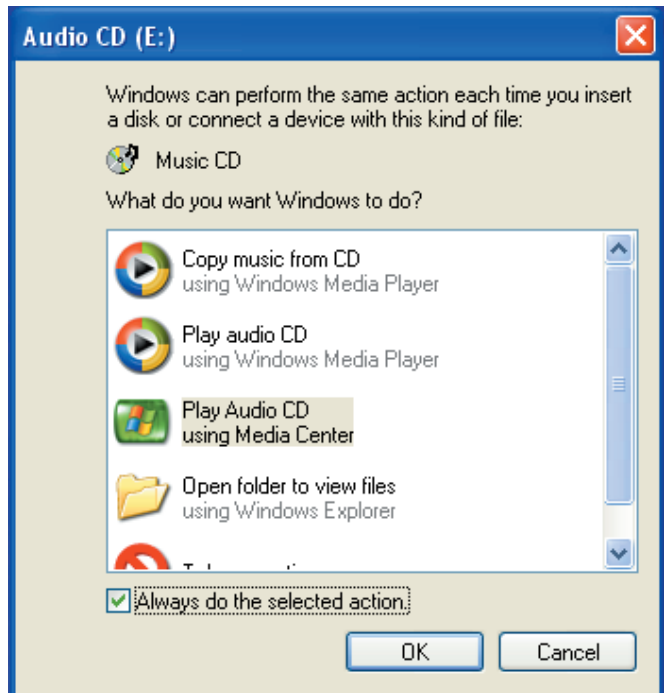 Audio CD (E:)
Windows can perform the same action each time you insert
a disk or connect a device with this kind of file:
Music CD
What do you want Windows to do?
Copy music from CD
using Windows Media Player
Play audio CD
using Windows Media Player
Play Audio CD
using Media Center
Open folder to view files
using Windows Explorer
Always do the selected action.
OK
Cancel